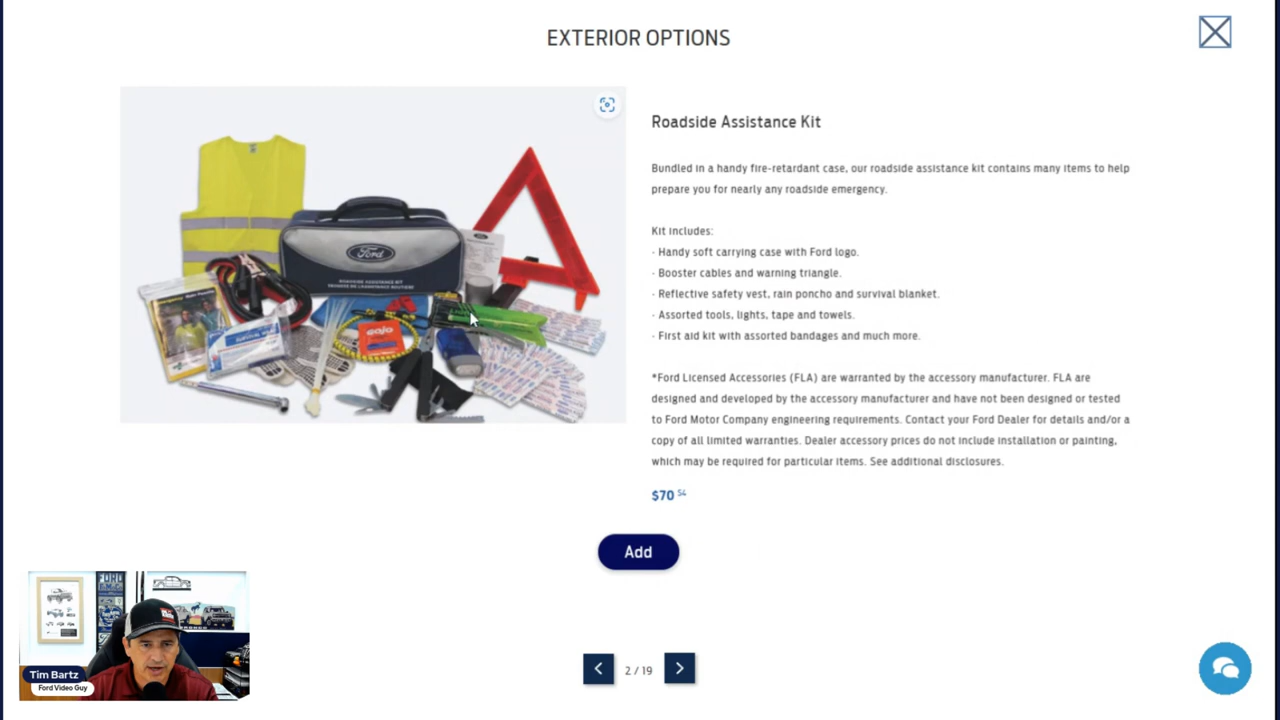 EXTERIOR OPTIONS
Roadside Assistance Kit
Bundled in a handy fire-retardant case, our roadside assistance kit contains many items to help
prepare you for nearly any roadside emergency.
Kit includes:
· Handy soft carrying case with Ford logo.
· Booster cables and warning triangle.
· Reflective safety vest, rain poncho and survival blanket.
· Assorted tools, lights, tape and towels.
· First aid kit with assorted bandages and much more.
*Ford Licensed Accessories (FLA) are warranted by the accessory manufacturer. FLA are
designed and developed by the accessory manufacturer and have not been designed or tested
to Ford Motor Company engineering requirements. Contact your Ford Dealer for details and/or a
copy of all limited warranties. Dealer accessory prices do not include installation or painting,
which may be required for particular items. See additional disclosures.
$70 54
Add
2 / 19
Ford
ROADSIDE ASSISTANCE KIT
gojo
FORD
Tim Bartz
Ford Video Guy